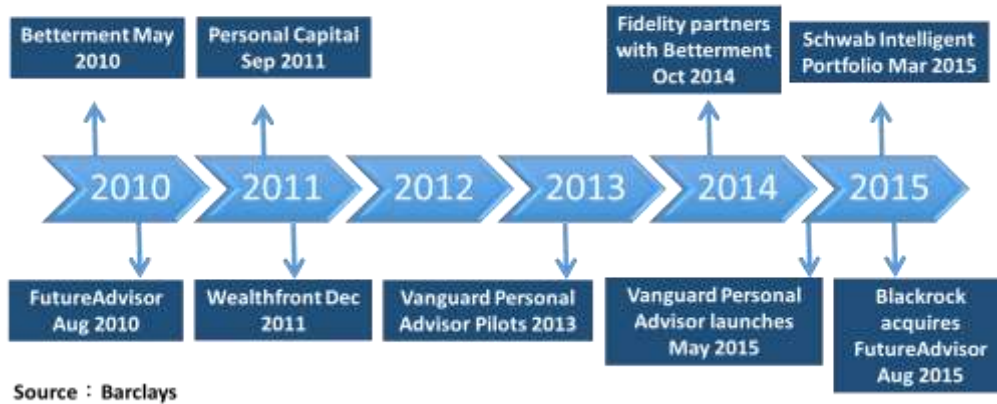 Betterment May
2010
Personal Capital
Sep 2011
Fidelity partners
with Betterment
Oct 2014
Schwab Intelligent
Portfolio Mar 2015
2010
2011
2012
2013
2014
2015
FutureAdvisor
Aug 2010
Wealthfront Dec
2011
Vanguard Personal
Advisor Pilots 2013
Vanguard Personal
Advisor launches
May 2015
Blackrock
acquires
FutureAdvisor
Aug 2015
Source：Barclays